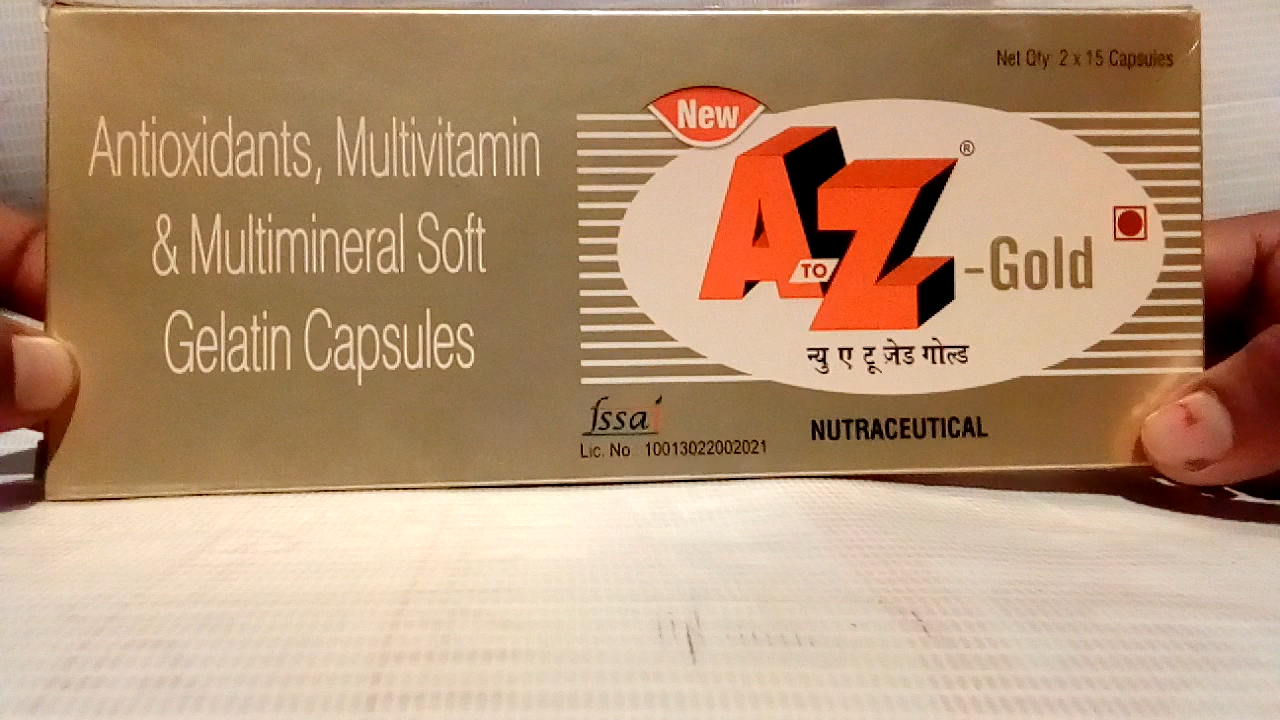 Net Qty: 2 x 15 Capsules
Antioxidants, Multivitamin
& Multimineral Soft
Gelatin Capsules
New
A TO Z® -Gold
न्यु ए टू ज़ेड गोल्ड
fssai
Lic. No 10013022002021
NUTRACEUTICAL